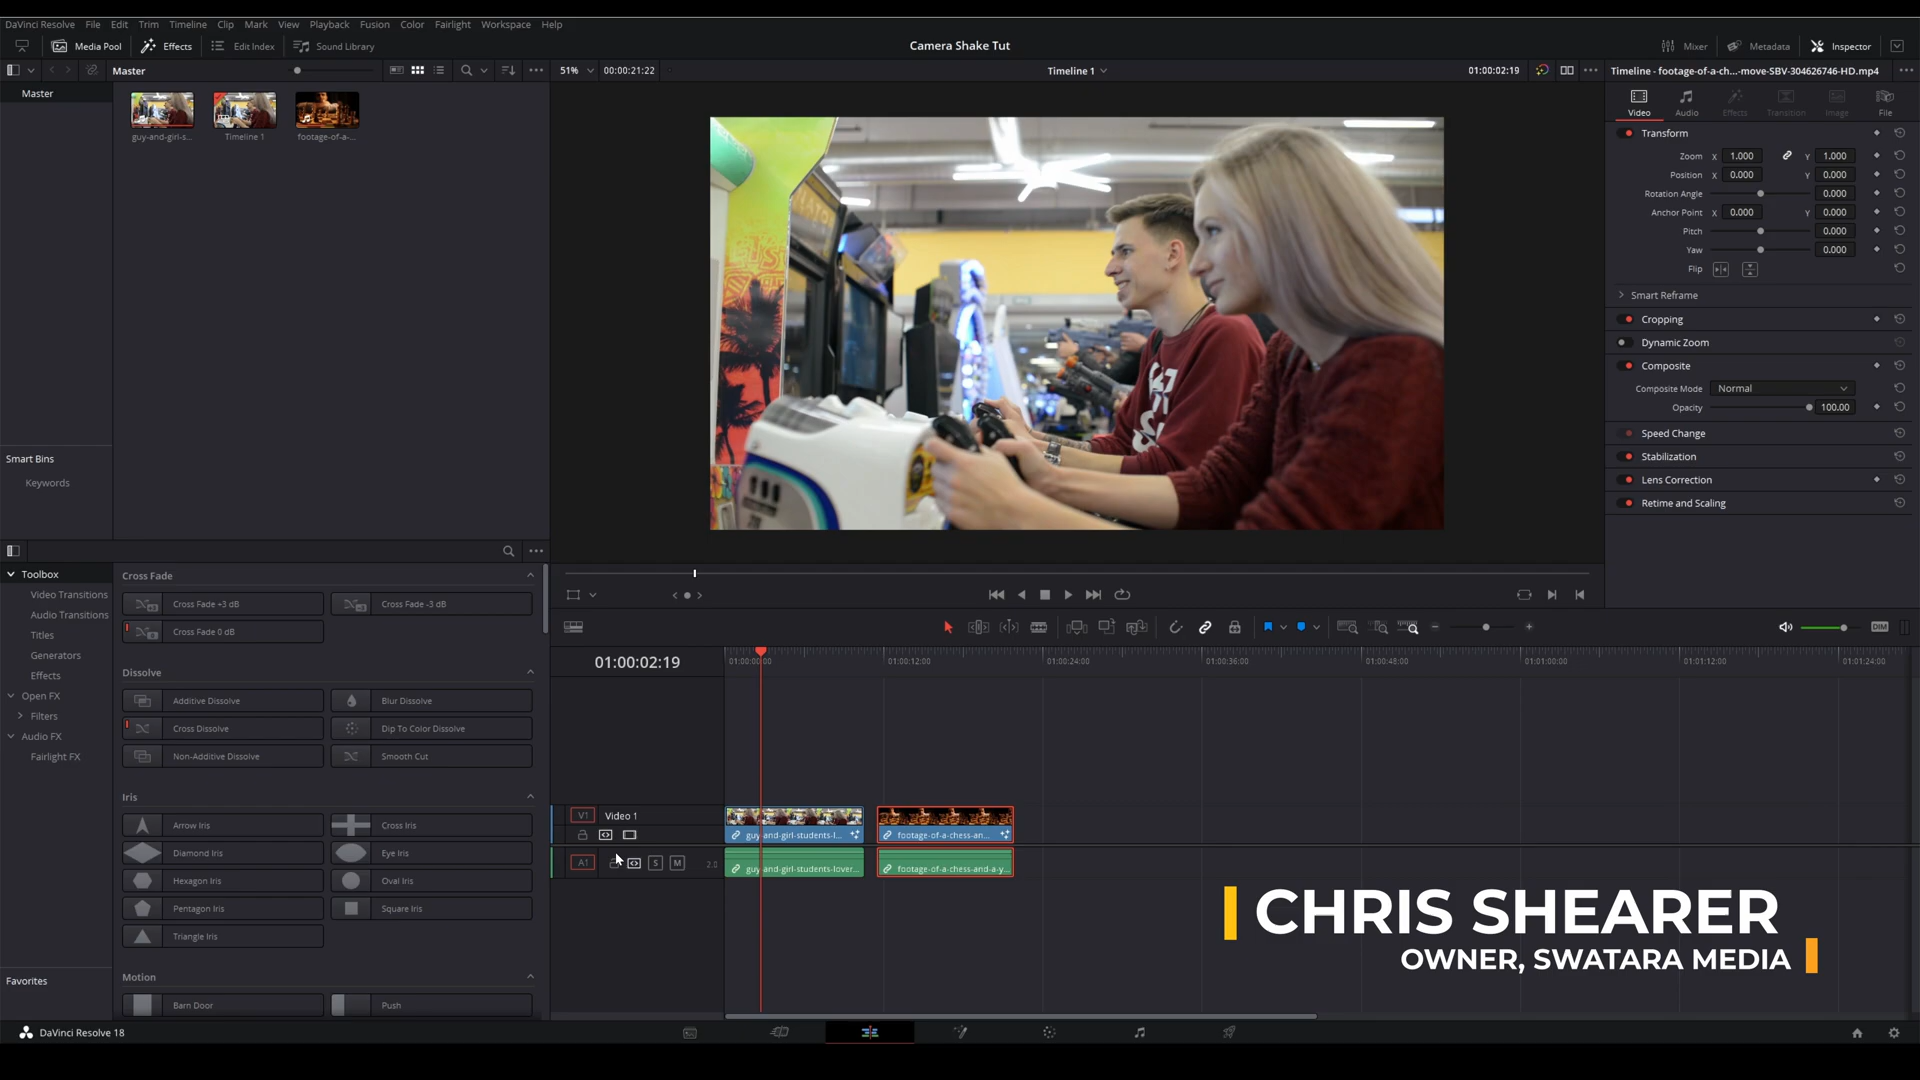 DaVinci Resolve File Edit Trim Timeline Clip Mark View Playback Fusion Color Fairlight Workspace Help
Media Pool Effects Edit Index Sound Library Camera Shake Tut Mixer Metadata Inspector
Master 51% 00:00:21:22 Timeline 1 01:00:02:19 Timeline - footage-of-a-ch...-move-SBV-304626746-HD.mp4
Master
guy-and-girl-s... Timeline 1 footage-of-a-...
Video Audio Effects Transition Image File
Transform
Zoom X 1.000 Y 1.000
Position X 0.000 Y 0.000
Rotation Angle 0.000
Anchor Point X 0.000 Y 0.000
Pitch 0.000
Yaw 0.000
Flip
Smart Reframe
Cropping
Dynamic Zoom
Composite
Composite Mode Normal
Opacity 100.00
Speed Change
Stabilization
Lens Correction
Retime and Scaling
Smart Bins
Keywords
Toolbox
Video Transitions
Audio Transitions
Titles
Generators
Effects
Open FX
Filters
Audio FX
Fairlight FX
Favorites
Cross Fade
Cross Fade +3 dB Cross Fade -3 dB
Cross Fade 0 dB
Dissolve
Additive Dissolve Blur Dissolve
Cross Dissolve Dip To Color Dissolve
Non-Additive Dissolve Smooth Cut
Iris
Arrow Iris Cross Iris
Diamond Iris Eye Iris
Hexagon Iris Oval Iris
Pentagon Iris Square Iris
Triangle Iris
Motion
Barn Door Push
DIM
01:00:02:19 01:00:12:00 01:00:24:00 01:00:36:00 01:00:48:00 01:01:00:00 01:01:12:00 01:01:24:00
V1 Video 1
guy-and-girl-students-l... footage-of-a-chess-an...
A1 S M 2.0
guy-and-girl-students-lover... footage-of-a-chess-and-a-y...
CHRIS SHEARER
OWNER, SWATARA MEDIA
DaVinci Resolve 18